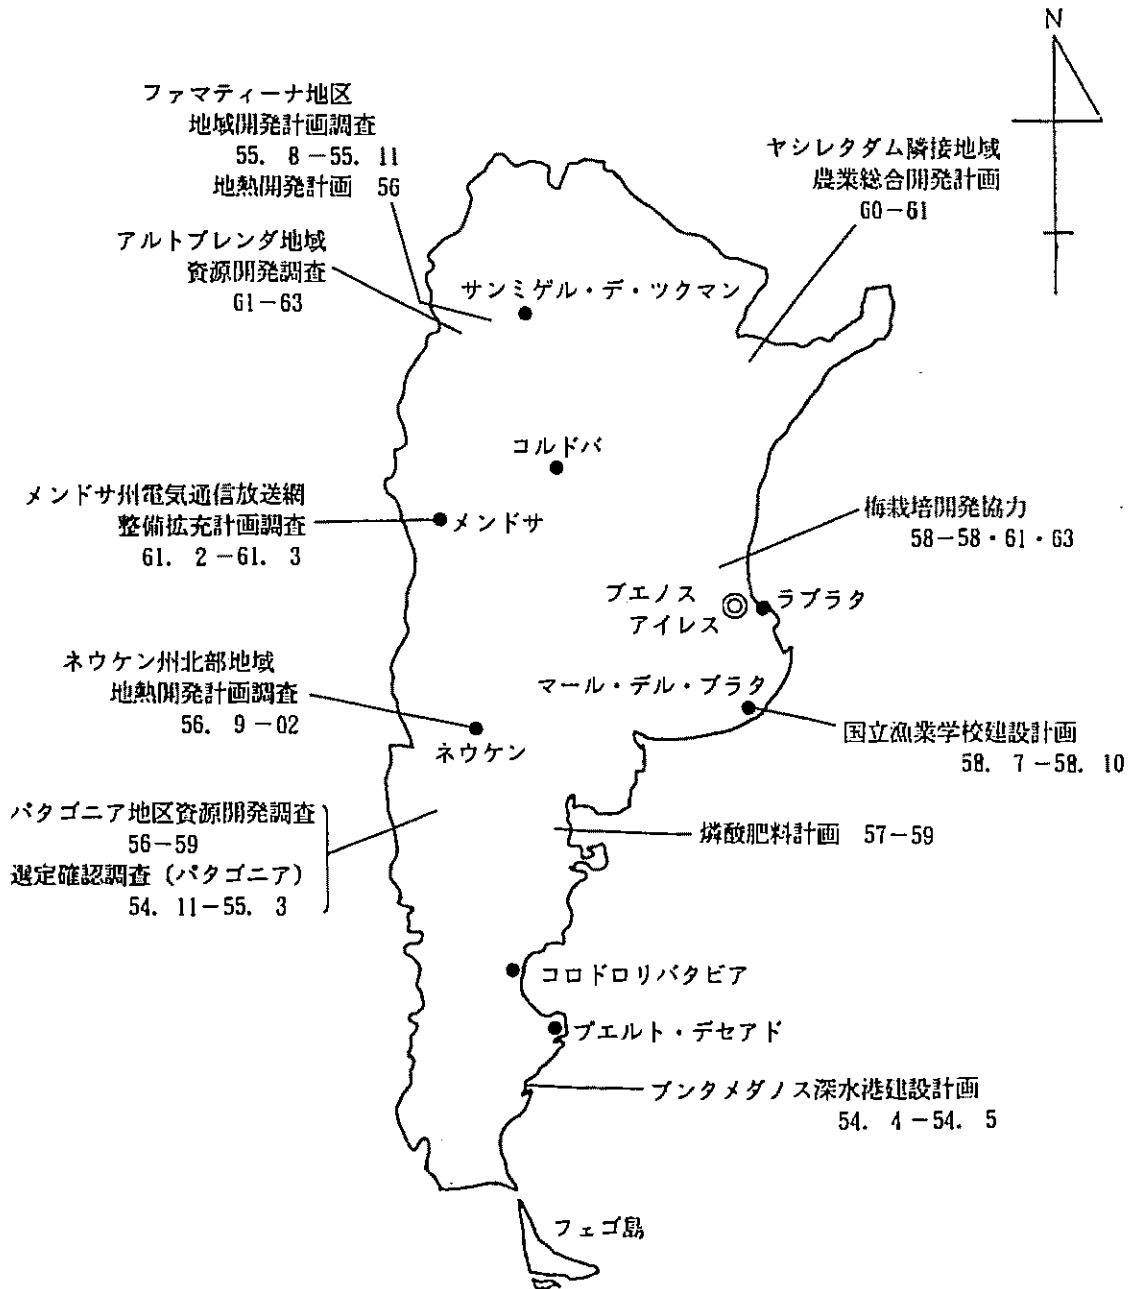 N
ファマティーナ地区
地域開発計画調査
55. 8－55. 11
地熱開発計画 56
ヤシレタダム隣接地域
農業総合開発計画
60－61
アルトブレンダ地域
資源開発調査
61－63
サンミゲル・デ・ツクマン
コルドバ
メンドサ州電気通信放送網
整備拡充計画調査
61. 2－61. 3
メンドサ
梅栽培開発協力
58－58・61・63
ブエノス
アイレス
ラプラタ
ネウケン州北部地域
地熱開発計画調査
56. 9－02
ネウケン
マール・デル・プラタ
国立漁業学校建設計画
58. 7－58. 10
パタゴニア地区資源開発調査
56－59
選定確認調査（パタゴニア）
54. 11－55. 3
燐酸肥料計画 57－59
コロドロリバタビア
プエルト・デセアド
プンタメダノス深水港建設計画
54. 4－54. 5
フェゴ島